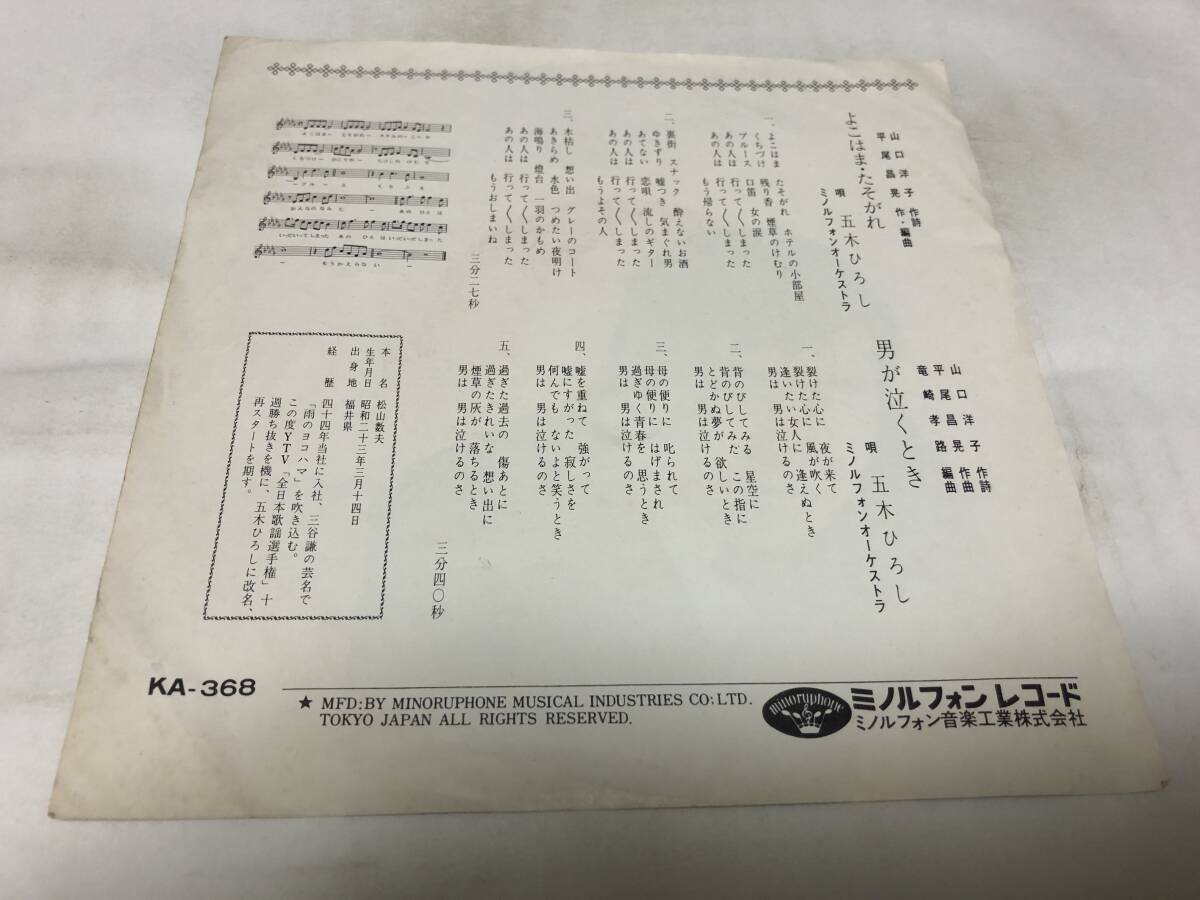 よこはま・たそがれ
山口洋子 作詩
平尾昌晃 作・編曲
唄 五木ひろし
ミノルフォンオーケストラ
一、よこはま たそがれ ホテルの小部屋
くちづけ 残り香 煙草のけむり
ブルース 口笛 女の涙
あの人は 行って〱しまった
あの人は 行って〱しまった
もう帰らない
二、裏街 スナック 酔えないお酒
ゆきずり 嘘つき 気まぐれ男
あてない 恋唄 流しのギター
あの人は 行って〱しまった
あの人は 行って〱しまった
もうよその人
三、木枯し 想い出 グレーのコート
あきらめ 水色 つめたい夜明け
海鳴り 燈台 一羽のかもめ
あの人は 行って〱しまった
あの人は 行って〱しまった
もうおしまいね
三分二七秒
男が泣くとき
山口洋子 作詩
平尾昌晃 作曲
竜崎孝路 編曲
唄 五木ひろし
ミノルフォンオーケストラ
一、裂けた心に 夜が来て
裂けた心に 風が吹く
逢いたい女人に 逢えぬとき
男は 男は泣けるのさ
二、背のびしてみる 星空に
背のびしてみた この指に
とどかぬ夢が 欲しいとき
男は 男は泣けるのさ
三、母の便りに 叱られて
母の便りに はげまされ
過ぎゆく青春を 思うとき
男は 男は泣けるのさ
四、嘘を重ねて 強がって
嘘にすがった 寂しさを
何んでも ないよと笑うとき
男は 男は泣けるのさ
五、過ぎた過去の 傷あとに
過ぎたきれいな 想い出に
煙草の灰が 落ちるとき
男は 男は泣けるのさ
三分四〇秒
本名 松山数夫
生年月日 昭和二十三年三月十四日
出身地 福井県
経歴 四十四年当社に入社、三谷謙の芸名で
「雨のヨコハマ」を吹き込む。
この度YTV「全日本歌謡選手権」十
週勝ち抜きを機に、五木ひろしに改名、
再スタートを期す。
KA-368
★ MFD:BY MINORUPHONE MUSICAL INDUSTRIES CO;LTD.
TOKYO JAPAN ALL RIGHTS RESERVED.
minoruphone
ミノルフォン レコード
ミノルフォン音楽工業株式会社